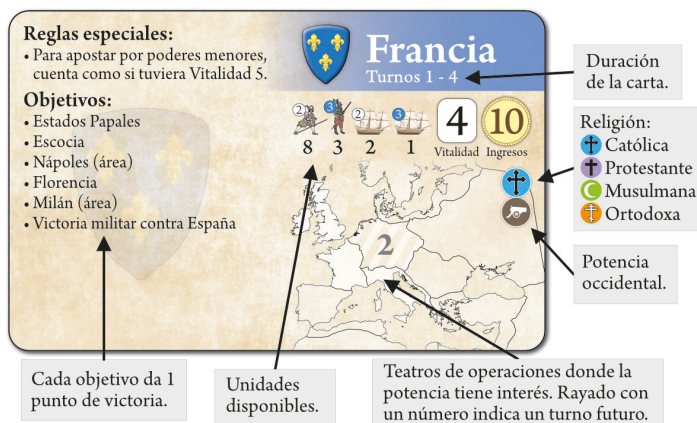 Reglas especiales:
• Para apostar por poderes menores,
cuenta como si tuviera Vitalidad 5.
Objetivos:
• Estados Papales
• Escocia
• Nápoles (área)
• Florencia
• Milán (área)
• Victoria militar contra España
Francia
Turnos 1 - 4
2 3 2 3
8 3 2 1
4 10
Vitalidad Ingresos
2
Duración
de la carta.
Religión:
Católica
Protestante
Musulmana
Ortodoxa
Potencia
occidental.
Cada objetivo da 1
punto de victoria.
Unidades
disponibles.
Teatros de operaciones donde la
potencia tiene interés. Rayado con
un número indica un turno futuro.